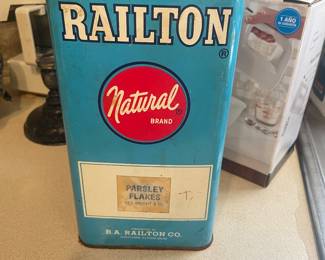 RAILTON®
Natural®
BRAND
PARSLEY
FLAKES
B. A. RAILTON CO.
1 AÑO